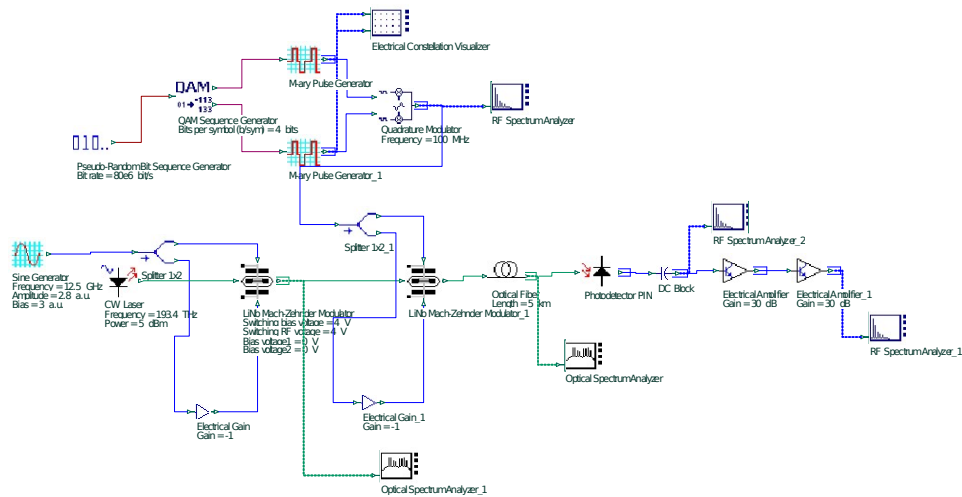 Electrical Constellation Visualizer
M-ary Pulse Generator
QAM
01 -113
133
QAM Sequence Generator
Bits per symbol (b/sym) = 4 bits
Quadrature Modulator
Frequency = 100 MHz
RF Spectrum Analyzer
010..
Pseudo-Random Bit Sequence Generator
Bit rate = 80e6 bit/s
M-ary Pulse Generator_1
Splitter 1x2_1
RF Spectrum Analyzer_2
Sine Generator
Frequency = 12.5 GHz
Amplitude = 2.8 a.u.
Bias = 3 a.u.
Splitter 1x2
CW Laser
Frequency = 193.4 THz
Power = 5 dBm
LiNb Mach-Zehnder Modulator
Switching bias voltage = 4 V
Switching RF voltage = 4 V
Bias voltage1 = 0 V
Bias voltage2 = 0 V
LiNb Mach-Zehnder Modulator_1
Optical Fiber
Length = 5 km
Photodetector PIN
DC Block
Electrical Amplifier
Gain = 30 dB
Electrical Amplifier_1
Gain = 30 dB
RF Spectrum Analyzer_1
Optical Spectrum Analyzer
Electrical Gain
Gain = -1
Electrical Gain_1
Gain = -1
Optical Spectrum Analyzer_1